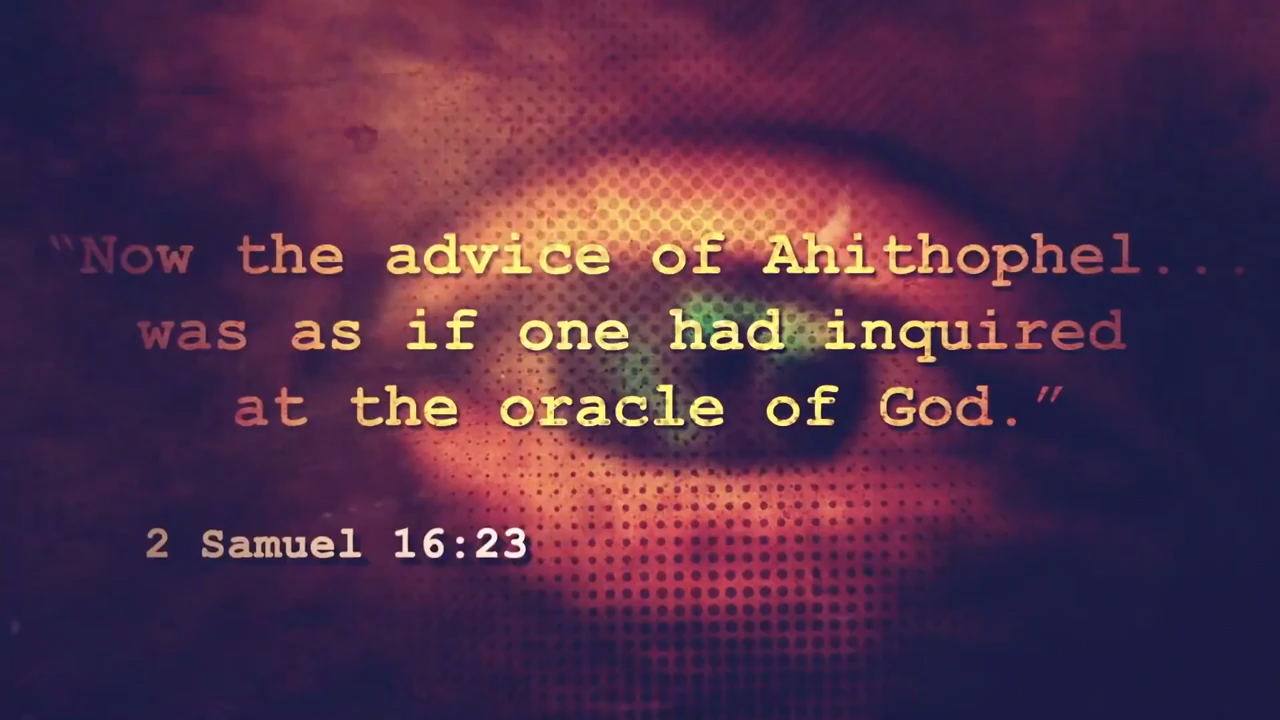 “Now the advice of Ahithophel...
was as if one had inquired
at the oracle of God.”
2 Samuel 16:23